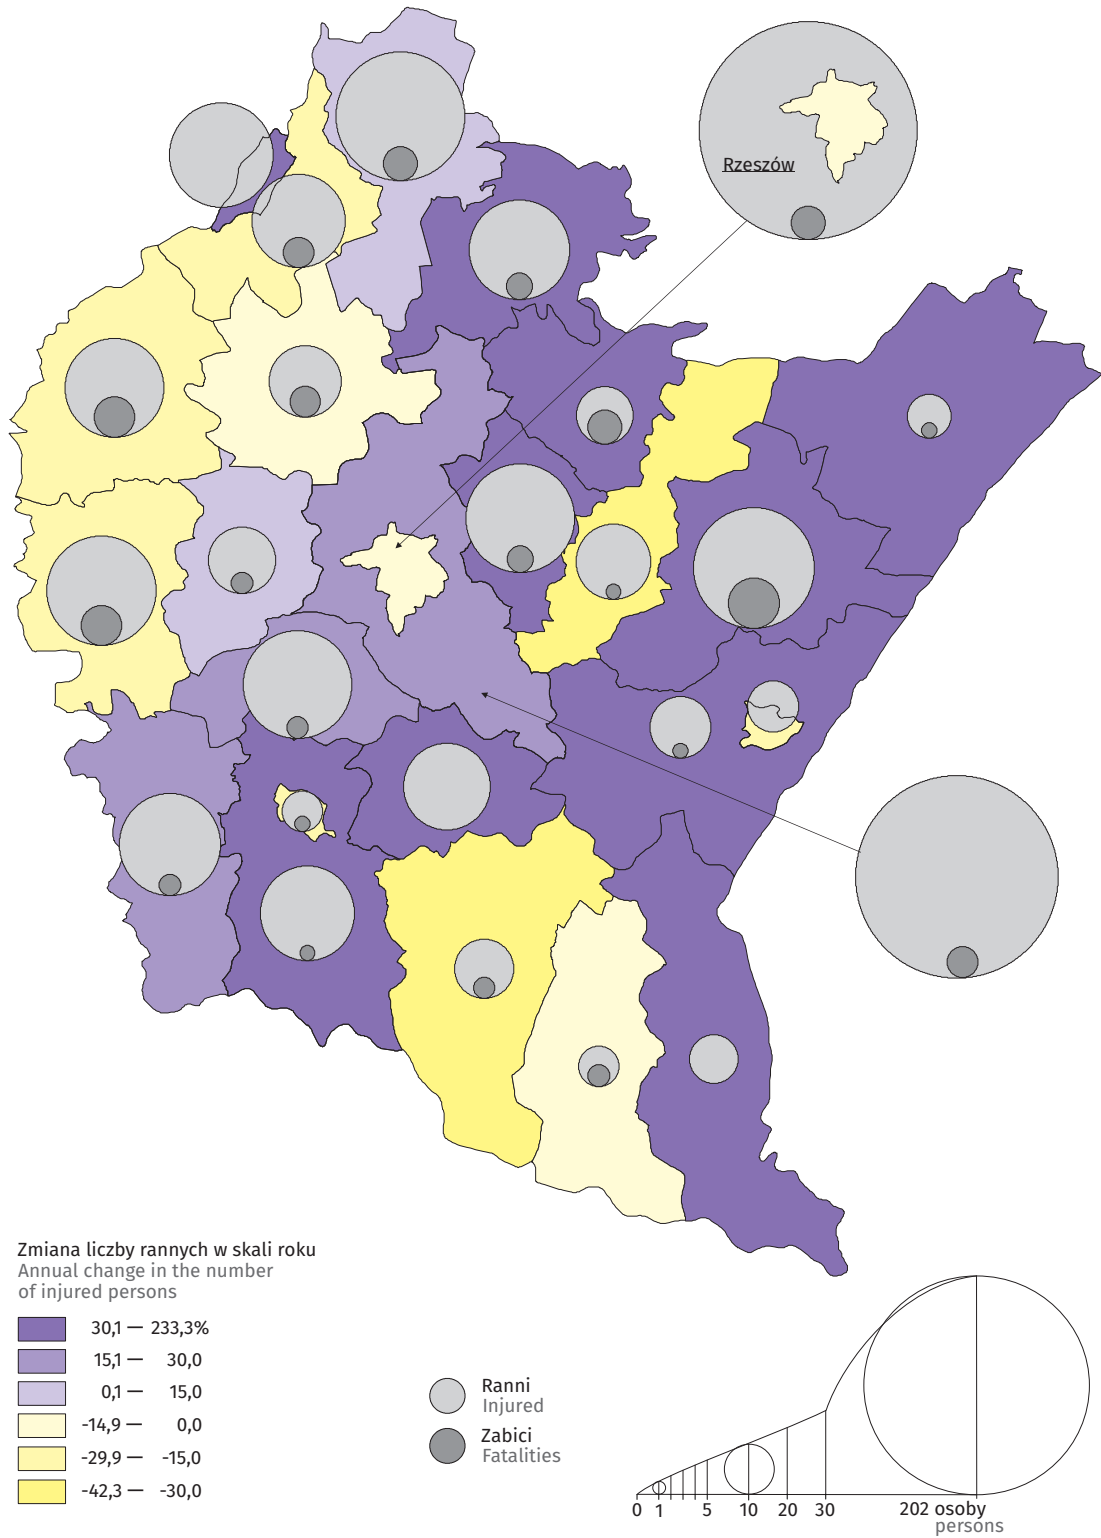 Rzeszów
Zmiana liczby rannych w skali roku
Annual change in the number
of injured persons
30,1 — 233,3%
15,1 — 30,0
0,1 — 15,0
-14,9 — 0,0
-29,9 — -15,0
-42,3 — -30,0
Ranni
Injured
Zabici
Fatalities
0 1 5 10 20 30 202 osoby
persons